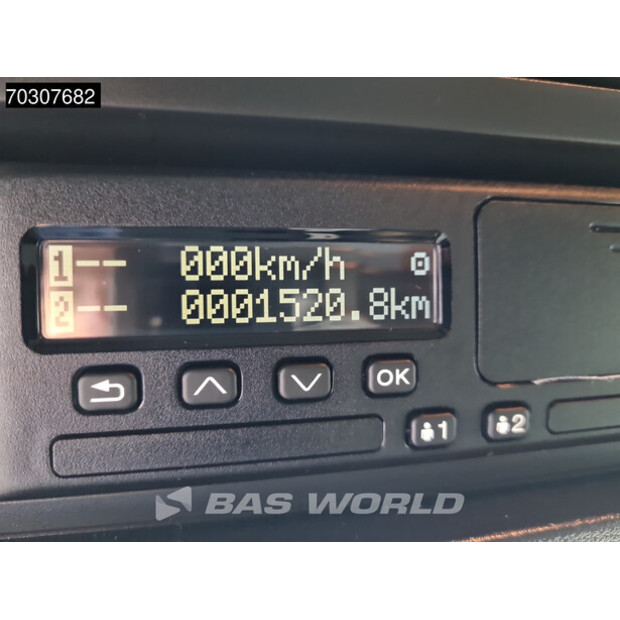 70307682
1-- 000km/h
2-- 0001520.8km
OK
1 2
BAS WORLD